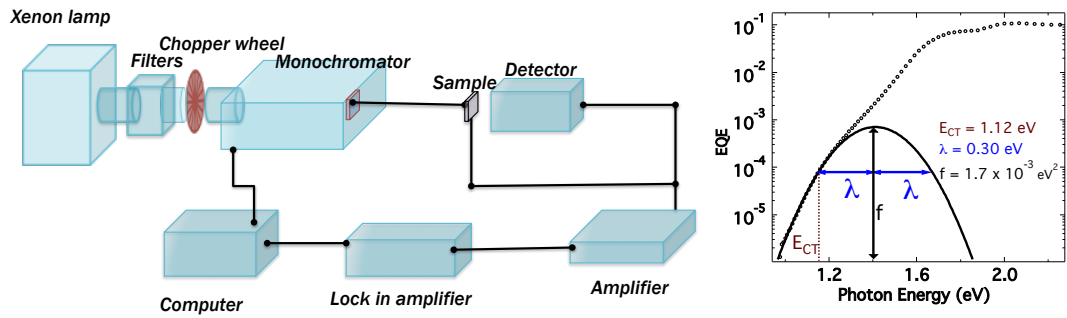 Xenon lamp
Chopper wheel
Filters
Monochromator
Sample
Detector
Computer
Lock in amplifier
Amplifier
EQE
10-1
10-2
10-3
10-4
10-5
E_CT = 1.12 eV
λ = 0.30 eV
f = 1.7 x 10-3 eV2
λ
λ
f
E_CT
1.2
1.6
2.0
Photon Energy (eV)